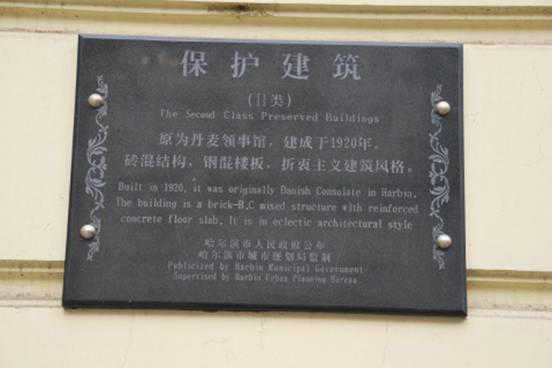 保护建筑
(II类)
The Second Class Preserved Buildings
原为丹麦领事馆，建成于1920年。
砖混结构，钢混楼板，折衷主义建筑风格。
Built in 1920, it was originally Danish Consulate in Harbin.
The building is a brick-B.C mixed structure with reinforced
concrete floor slab. It is in eclectic architectural style
哈尔滨市人民政府公布
哈尔滨市城市规划局监制
Publicized by Harbin Municipal Government
Supervised by Harbin Urban Planning Bureau